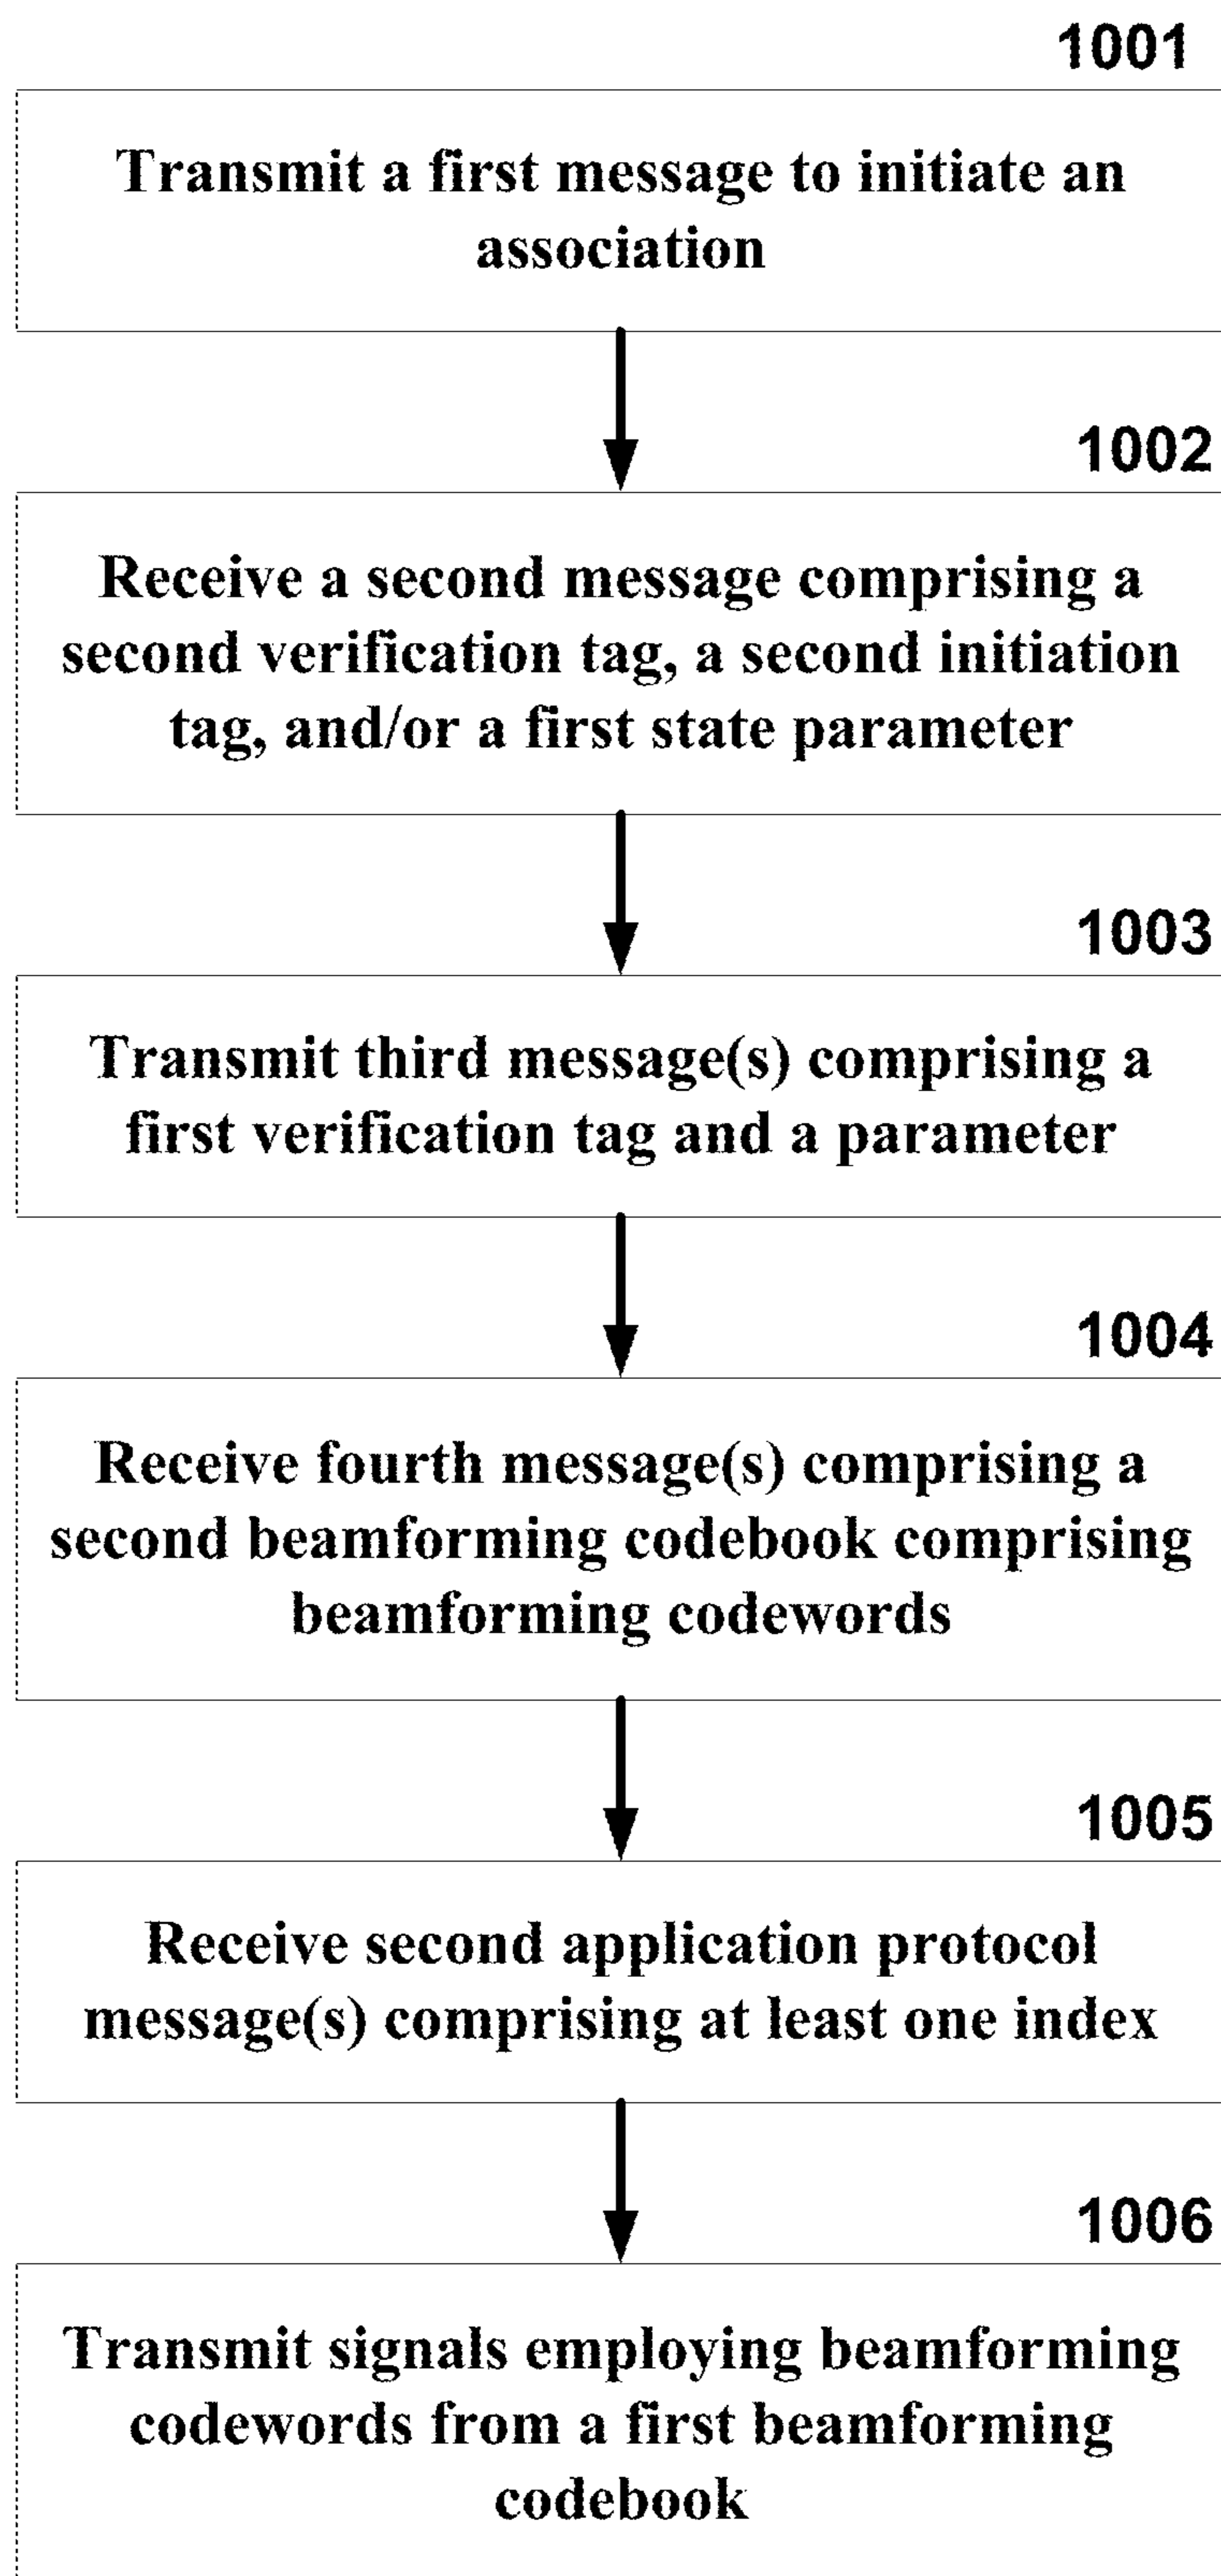 1001
Transmit a first message to initiate an
association
1002
Receive a second message comprising a
second verification tag, a second initiation
tag, and/or a first state parameter
1003
Transmit third message(s) comprising a
first verification tag and a parameter
1004
Receive fourth message(s) comprising a
second beamforming codebook comprising
beamforming codewords
1005
Receive second application protocol
message(s) comprising at least one index
1006
Transmit signals employing beamforming
codewords from a first beamforming
codebook